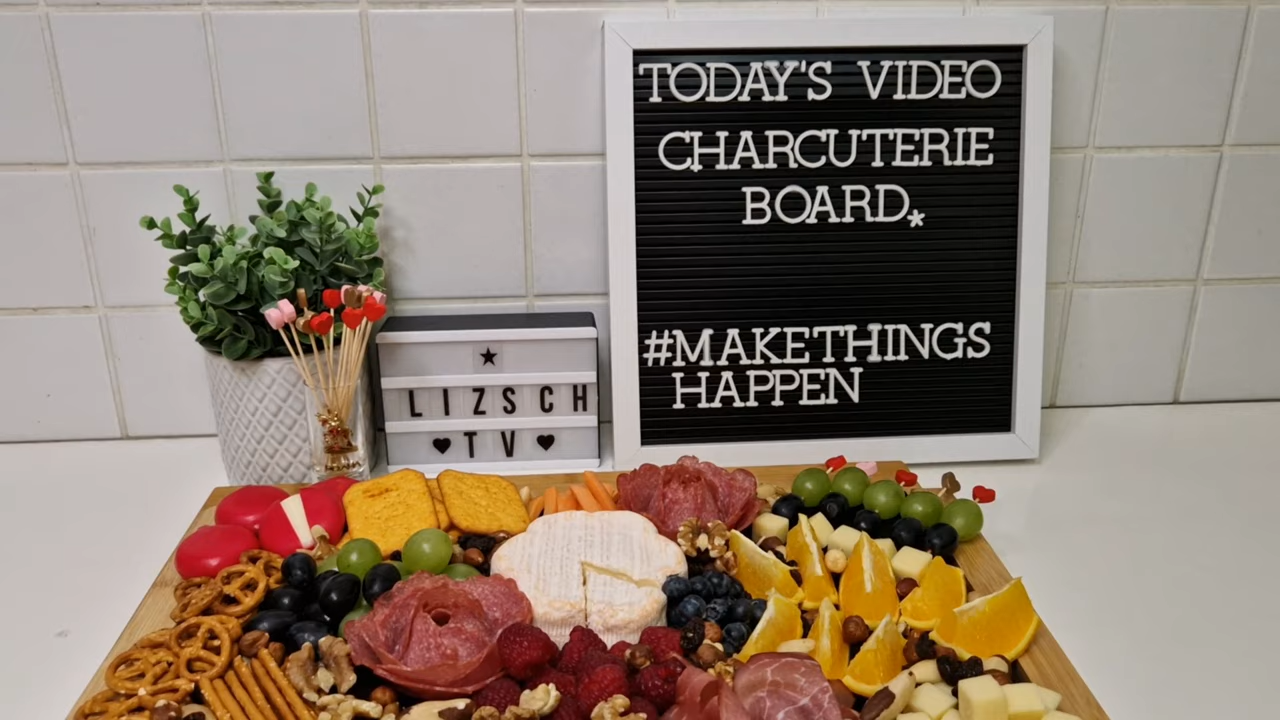 TODAY'S VIDEO
CHARCUTERIE
BOARD*
#MAKETHINGS
HAPPEN
★
LIZSCH
♥ TV ♥